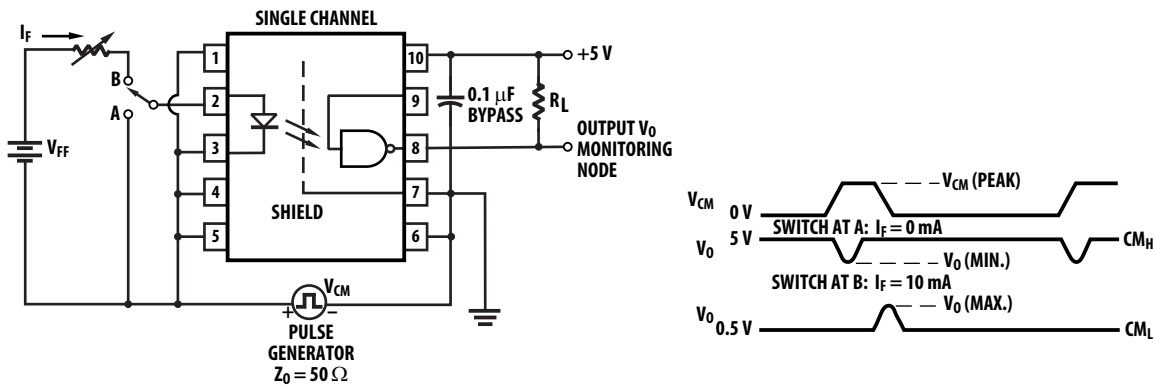 SINGLE CHANNEL
I_F
B
A
V_FF
1
2
3
4
5
10
9
8
7
6
SHIELD
0.1 μF
BYPASS
R_L
+5 V
OUTPUT V_O
MONITORING
NODE
V_CM
+ –
PULSE
GENERATOR
Z_O = 50 Ω
V_CM 0 V
V_CM (PEAK)
SWITCH AT A: I_F = 0 mA
V_O 5 V
CM_H
V_O (MIN.)
SWITCH AT B: I_F = 10 mA
V_O 0.5 V
V_O (MAX.)
CM_L